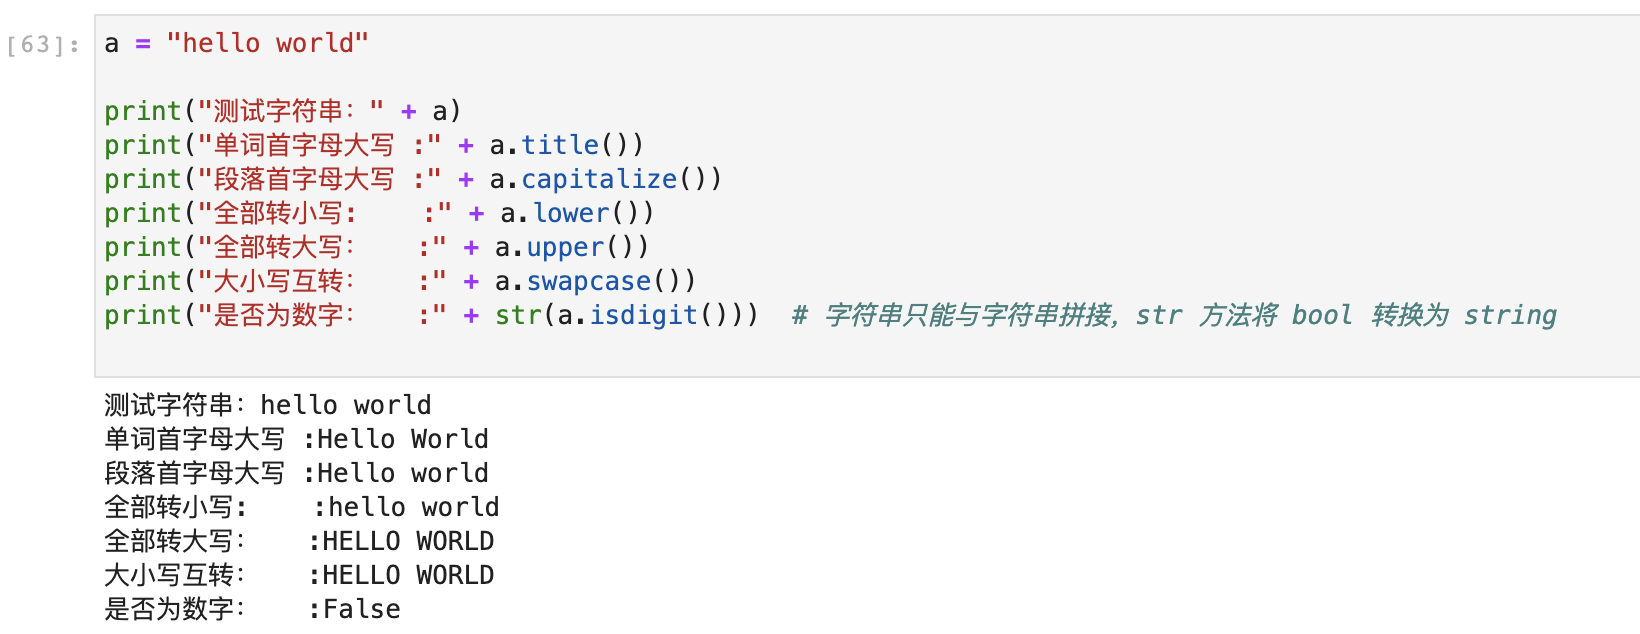 [63]:
a = "hello world"
print("测试字符串：" + a)
print("单词首字母大写 :" + a.title())
print("段落首字母大写 :" + a.capitalize())
print("全部转小写:    :" + a.lower())
print("全部转大写：    :" + a.upper())
print("大小写互转：    :" + a.swapcase())
print("是否为数字：    :" + str(a.isdigit()))  # 字符串只能与字符串拼接，str 方法将 bool 转换为 string
测试字符串：hello world
单词首字母大写 :Hello World
段落首字母大写 :Hello world
全部转小写:    :hello world
全部转大写：    :HELLO WORLD
大小写互转：    :HELLO WORLD
是否为数字：    :False